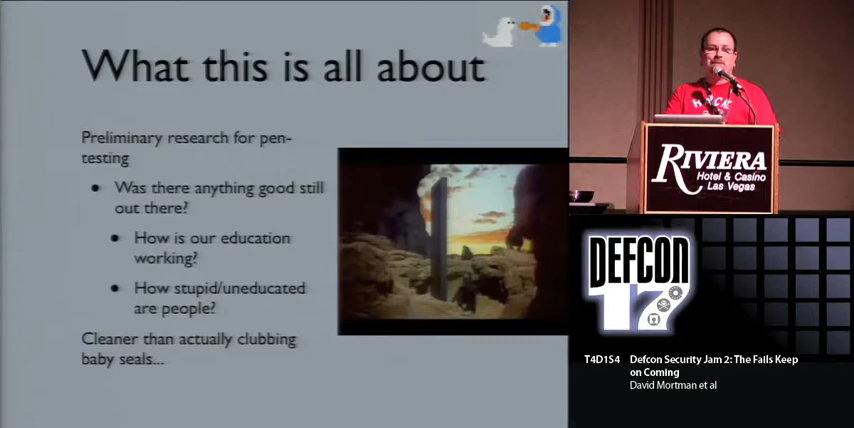 What this is all about
Preliminary research for pen-
testing
• Was there anything good still
out there?
• How is our education
working?
• How stupid/uneducated
are people?
Cleaner than actually clubbing
baby seals...
RIVIERA
Hotel & Casino
Las Vegas
DEFCON
17
T4D1S4 Defcon Security Jam 2: The Fails Keep
on Coming
David Mortman et al